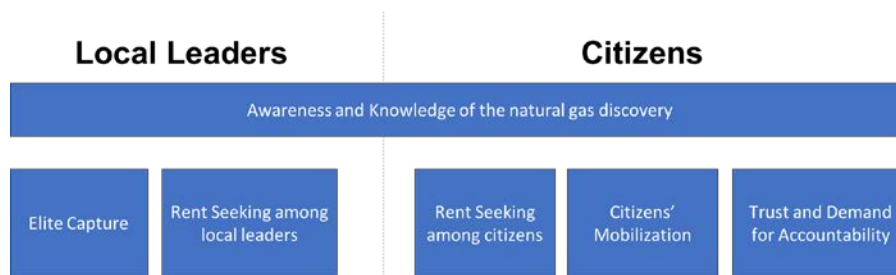 Local Leaders
Citizens
Awareness and Knowledge of the natural gas discovery
Elite Capture
Rent Seeking among
local leaders
Rent Seeking
among citizens
Citizens'
Mobilization
Trust and Demand
for Accountability